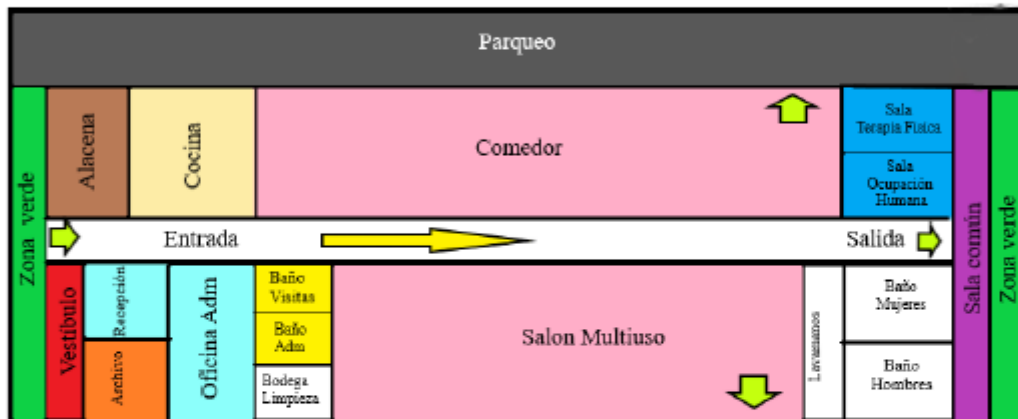 Parqueo
Zona verde
Alacena
Cocina
Comedor
Sala
Terapia Fisica
Sala
Ocupación
Humana
Sala común
Zona verde
Entrada
Salida
Vestíbulo
Recepción
Archivo
Oficina Adm
Baño
Visitas
Baño
Adm
Bodega
Limpieza
Salon Multiuso
Lavamanos
Baño
Mujeres
Baño
Hombres